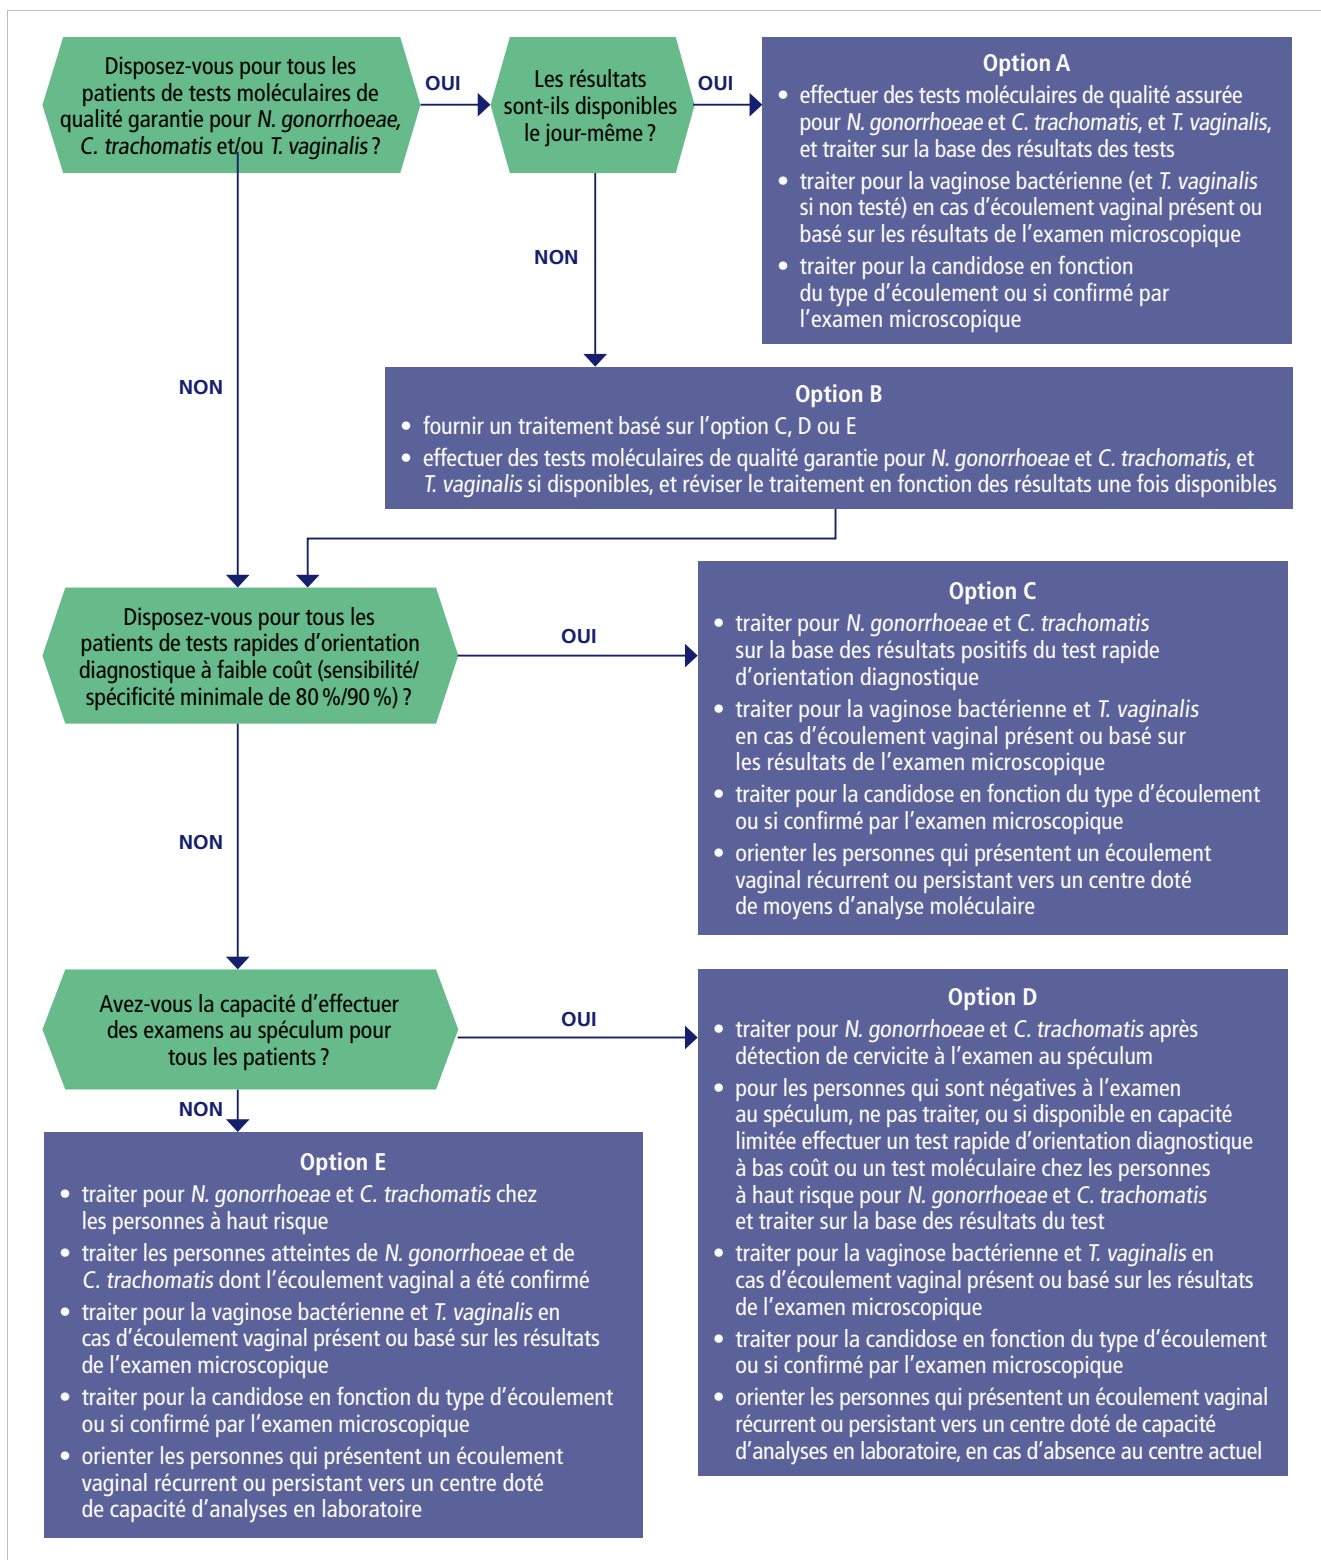 Disposez-vous pour tous les
patients de tests moléculaires de
qualité garantie pour N. gonorrhoeae,
C. trachomatis et/ou T. vaginalis ?
OUI
Les résultats
sont-ils disponibles
le jour-même ?
OUI
Option A
• effectuer des tests moléculaires de qualité assurée
pour N. gonorrhoeae et C. trachomatis, et T. vaginalis,
et traiter sur la base des résultats des tests
• traiter pour la vaginose bactérienne (et T. vaginalis
si non testé) en cas d’écoulement vaginal présent ou
basé sur les résultats de l’examen microscopique
• traiter pour la candidose en fonction
du type d’écoulement ou si confirmé par
l’examen microscopique
NON
NON
Option B
• fournir un traitement basé sur l’option C, D ou E
• effectuer des tests moléculaires de qualité garantie pour N. gonorrhoeae et C. trachomatis, et
T. vaginalis si disponibles, et réviser le traitement en fonction des résultats une fois disponibles
Disposez-vous pour tous les
patients de tests rapides d’orientation
diagnostique à faible coût (sensibilité/
spécificité minimale de 80 %/90 %) ?
OUI
Option C
• traiter pour N. gonorrhoeae et C. trachomatis
sur la base des résultats positifs du test rapide
d’orientation diagnostique
• traiter pour la vaginose bactérienne et T. vaginalis
en cas d’écoulement vaginal présent ou basé sur
les résultats de l’examen microscopique
• traiter pour la candidose en fonction du type d’écoulement
ou si confirmé par l’examen microscopique
• orienter les personnes qui présentent un écoulement
vaginal récurrent ou persistant vers un centre doté
de moyens d’analyse moléculaire
NON
Avez-vous la capacité d’effectuer
des examens au spéculum pour
tous les patients ?
OUI
Option D
• traiter pour N. gonorrhoeae et C. trachomatis après
détection de cervicite à l’examen au spéculum
• pour les personnes qui sont négatives à l’examen
au spéculum, ne pas traiter, ou si disponible en capacité
limitée effectuer un test rapide d’orientation diagnostique
à bas coût ou un test moléculaire chez les personnes
à haut risque pour N. gonorrhoeae et C. trachomatis
et traiter sur la base des résultats du test
• traiter pour la vaginose bactérienne et T. vaginalis en
cas d’écoulement vaginal présent ou basé sur les résultats
de l’examen microscopique
• traiter pour la candidose en fonction du type d’écoulement
ou si confirmé par l’examen microscopique
• orienter les personnes qui présentent un écoulement vaginal
récurrent ou persistant vers un centre doté de capacité
d’analyses en laboratoire, en cas d’absence au centre actuel
NON
Option E
• traiter pour N. gonorrhoeae et C. trachomatis chez
les personnes à haut risque
• traiter les personnes atteintes de N. gonorrhoeae et de
C. trachomatis dont l’écoulement vaginal a été confirmé
• traiter pour la vaginose bactérienne et T. vaginalis en
cas d’écoulement vaginal présent ou basé sur les résultats
de l’examen microscopique
• traiter pour la candidose en fonction du type d’écoulement
ou si confirmé par l’examen microscopique
• orienter les personnes qui présentent un écoulement
vaginal récurrent ou persistant vers un centre doté
de capacité d’analyses en laboratoire